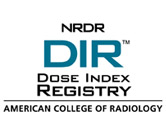 NRDR
DIR™
DOSE INDEX
REGISTRY
AMERICAN COLLEGE OF RADIOLOGY